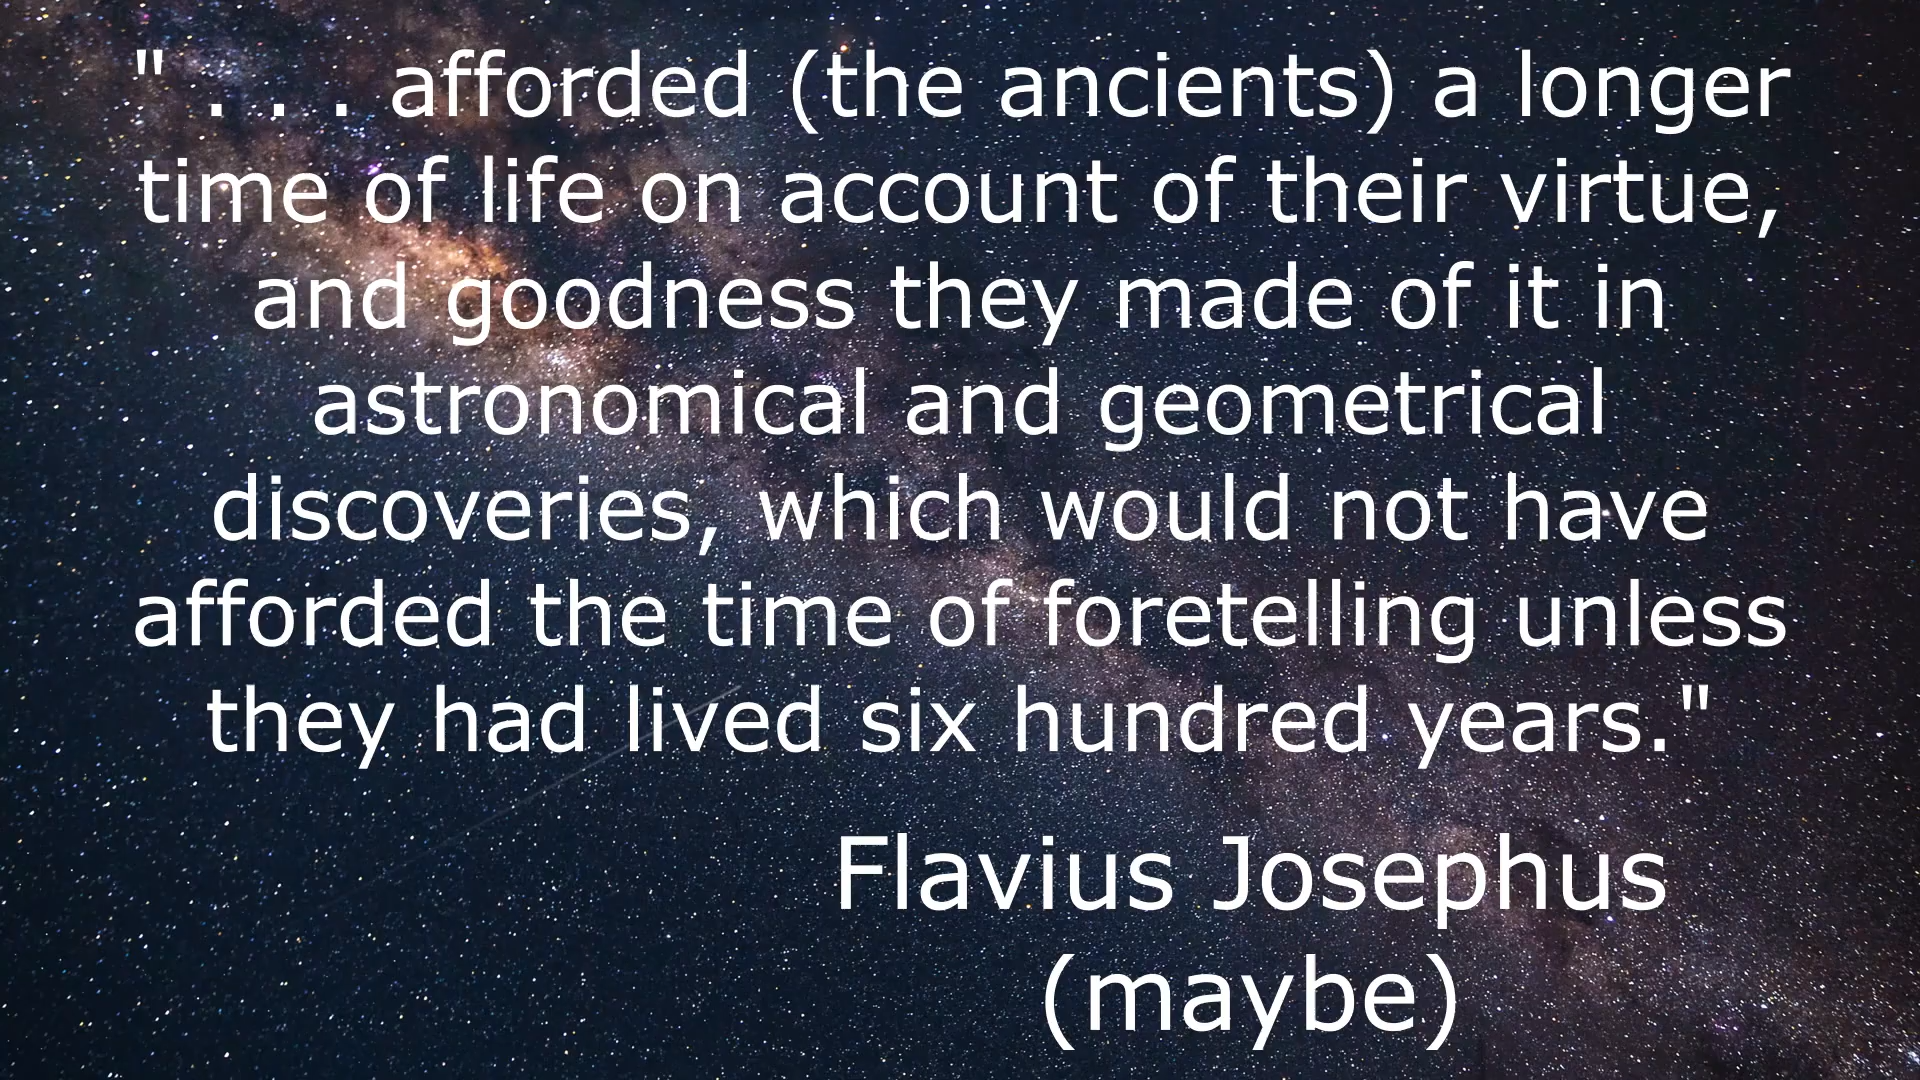 " . . . afforded (the ancients) a longer
time of life on account of their virtue,
and goodness they made of it in
astronomical and geometrical
discoveries, which would not have
afforded the time of foretelling unless
they had lived six hundred years."
Flavius Josephus
(maybe)